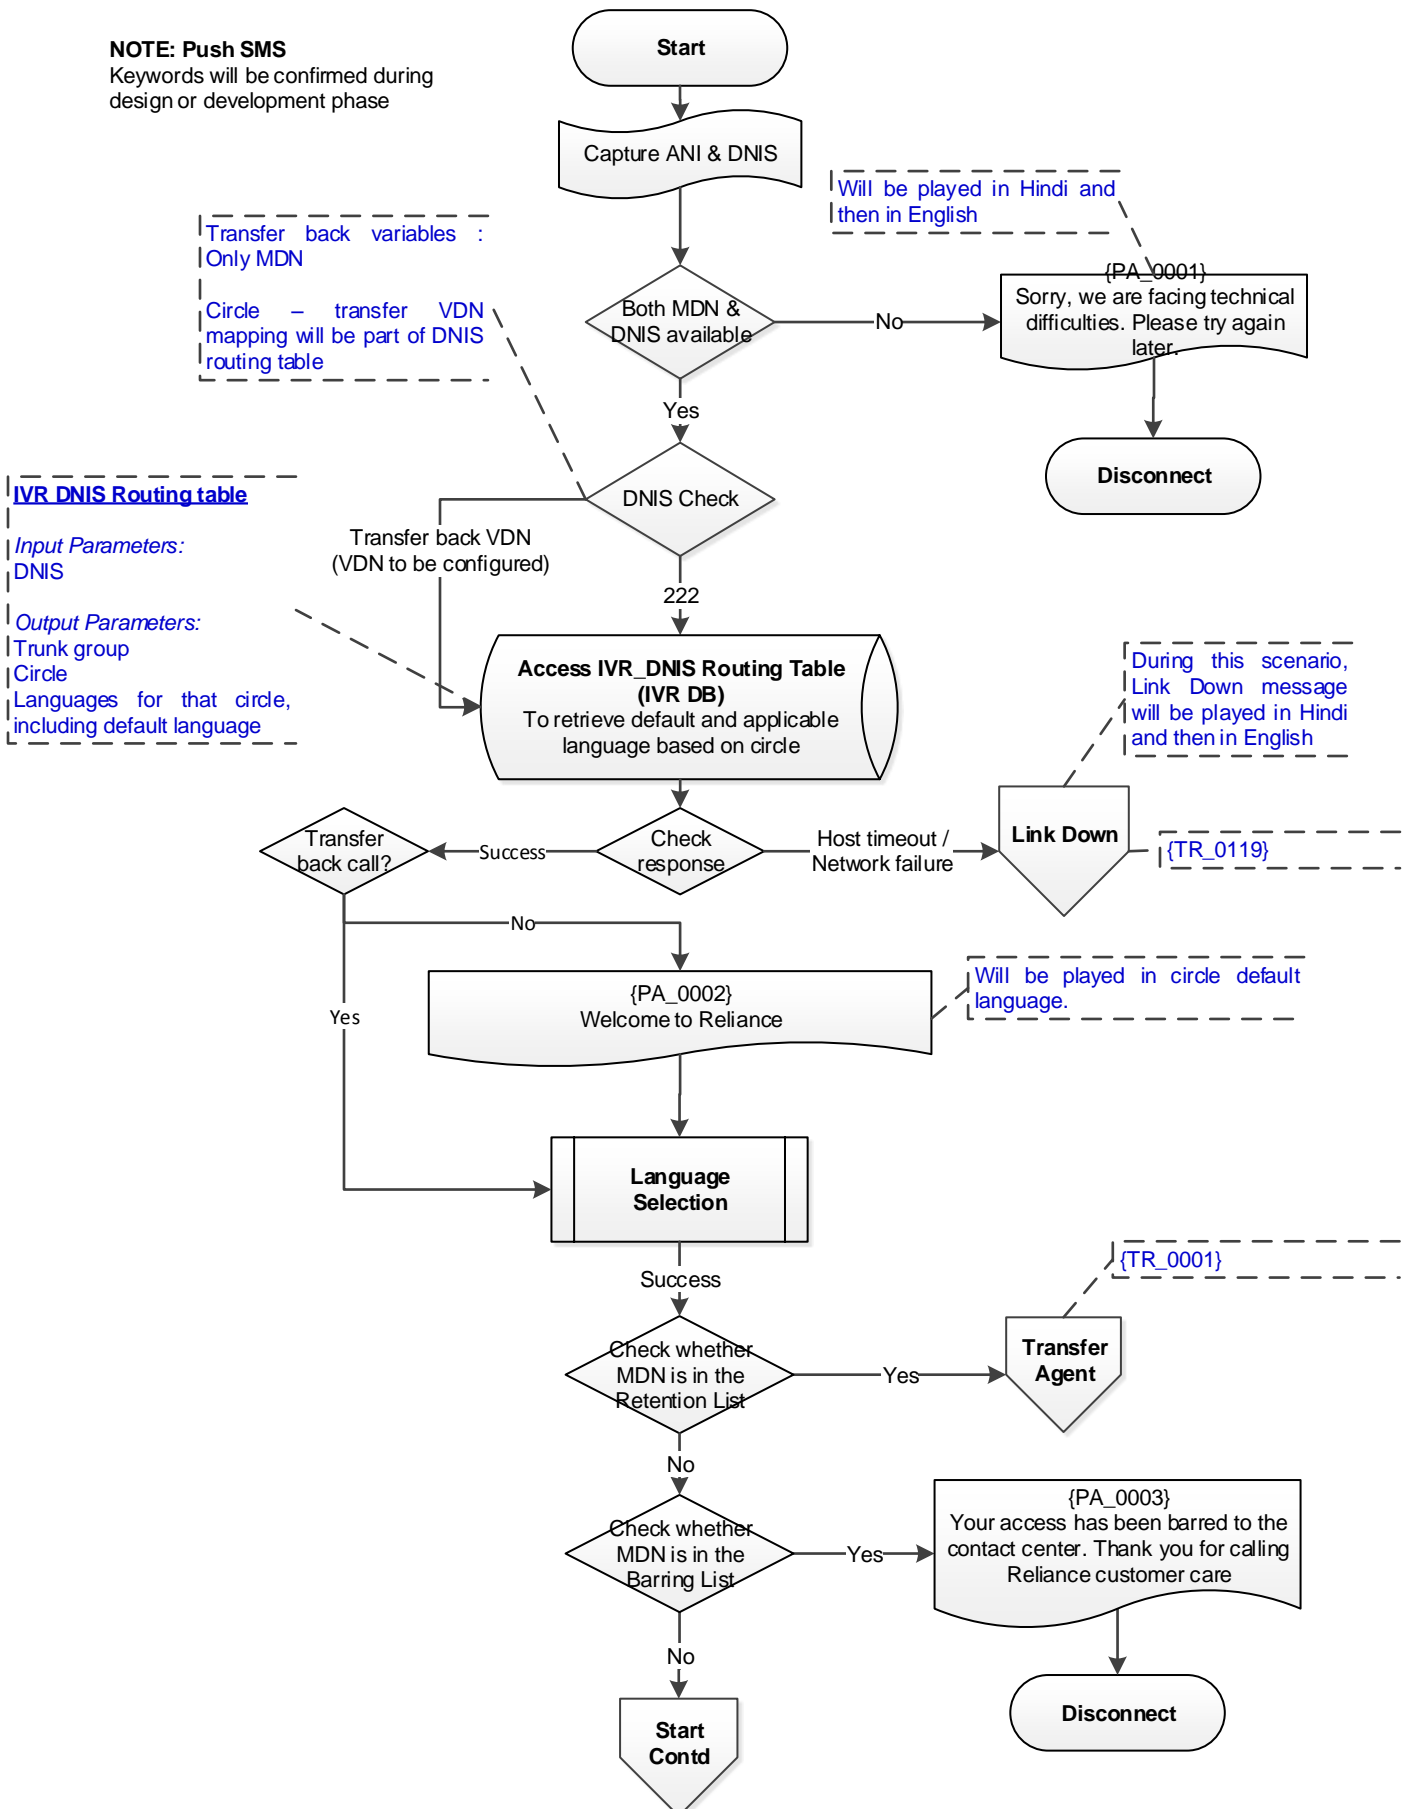 NOTE: Push SMS
Keywords will be confirmed during
design or development phase
Start
Capture ANI & DNIS
Will be played in Hindi and
then in English
Transfer back variables :
Only MDN
Circle – transfer VDN
mapping will be part of DNIS
routing table
Both MDN &
DNIS available
No
{PA_0001}
Sorry, we are facing technical
difficulties. Please try again
later.
Yes
Disconnect
DNIS Check
IVR DNIS Routing table
Input Parameters:
DNIS
Output Parameters:
Trunk group
Circle
Languages for that circle,
including default language
Transfer back VDN
(VDN to be configured)
222
Access IVR_DNIS Routing Table
(IVR DB)
To retrieve default and applicable
language based on circle
During this scenario,
Link Down message
will be played in Hindi
and then in English
Transfer
back call?
Success
Check
response
Host timeout /
Network failure
Link Down
{TR_0119}
No
{PA_0002}
Welcome to Reliance
Will be played in circle default
language.
Yes
Language
Selection
Success
{TR_0001}
Check whether
MDN is in the
Retention List
Yes
Transfer
Agent
No
Check whether
MDN is in the
Barring List
Yes
{PA_0003}
Your access has been barred to the
contact center. Thank you for calling
Reliance customer care
No
Disconnect
Start
Contd